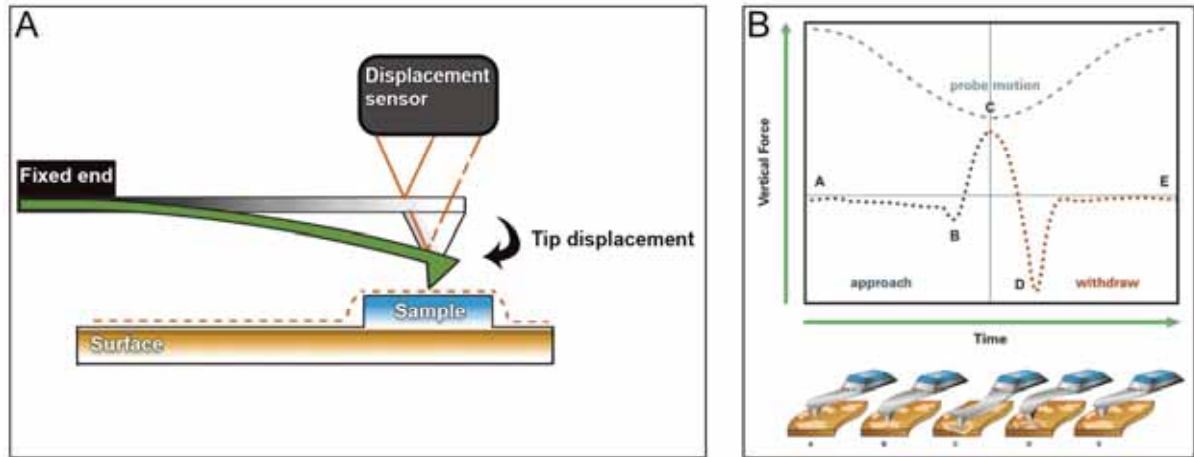 A
Displacement
sensor
Fixed end
Tip displacement
Sample
Surface
B
Vertical Force
probe motion
C
A
E
B
D
approach
withdraw
Time
A B C D E